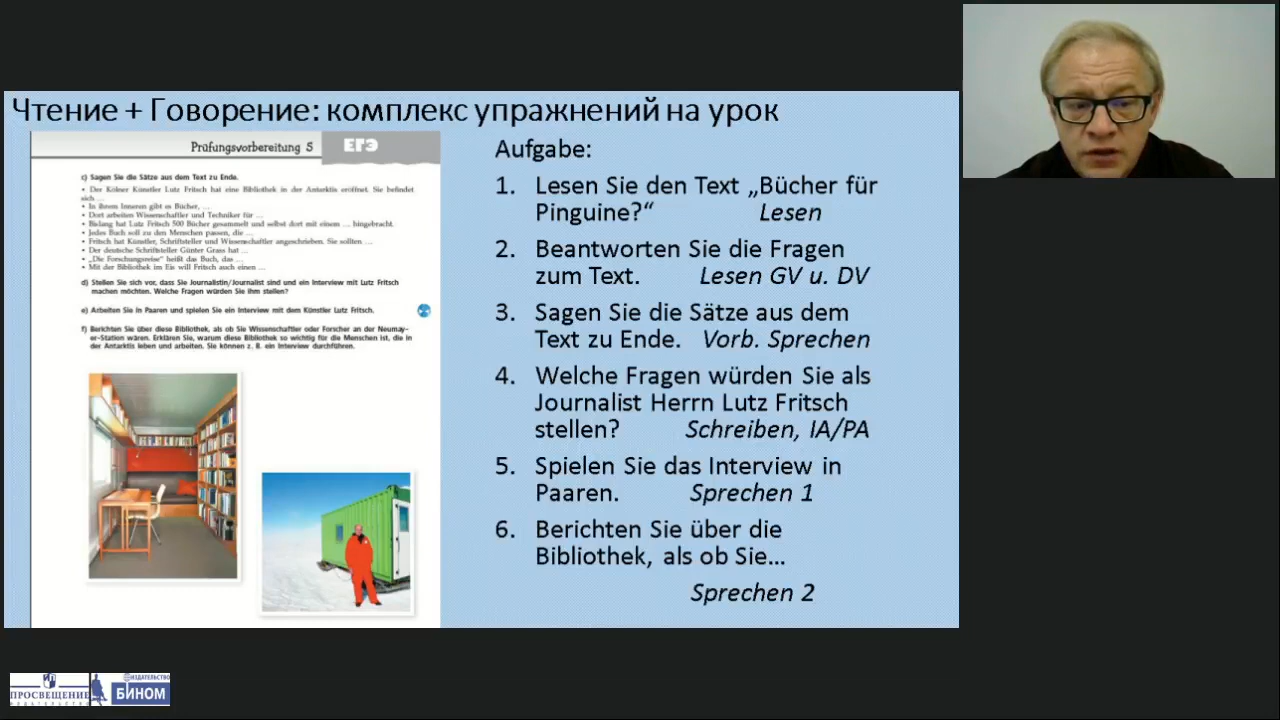 Чтение + Говорение: комплекс упражнений на урок
Prüfungsvorbereitung 5
ЕГЭ
c) Sagen Sie die Sätze aus dem Text zu Ende.
• Der Kölner Künstler Lutz Fritsch hat eine Bibliothek in der Antarktis eröffnet. Sie befindet
sich ...
• In ihrem Inneren gibt es Bücher, ...
• Dort arbeiten Wissenschaftler und Techniker für ...
• Bislang hat Lutz Fritsch 500 Bücher gesammelt und selbst dort mit einem ... hingebracht.
• Jedes Buch soll zu den Menschen passen, die ...
• Fritsch hat Künstler, Schriftsteller und Wissenschaftler angeschrieben. Sie sollten ...
• Der deutsche Schriftsteller Günter Grass hat ...
• „Die Forschungsreise“ heißt das Buch, das ...
• Mit der Bibliothek im Eis will Fritsch auch einen ...
d) Stellen Sie sich vor, dass Sie Journalistin/Journalist sind und ein Interview mit Lutz Fritsch
machen möchten. Welche Fragen würden Sie ihm stellen?
e) Arbeiten Sie in Paaren und spielen Sie ein Interview mit dem Künstler Lutz Fritsch.
f) Berichten Sie über diese Bibliothek, als ob Sie Wissenschaftler oder Forscher an der Neumay-
er-Station wären. Erklären Sie, warum diese Bibliothek so wichtig für die Menschen ist, die in
der Antarktis leben und arbeiten. Sie können z. B. ein Interview durchführen.
Aufgabe:
1. Lesen Sie den Text „Bücher für
Pinguine?“ Lesen
2. Beantworten Sie die Fragen
zum Text. Lesen GV u. DV
3. Sagen Sie die Sätze aus dem
Text zu Ende. Vorb. Sprechen
4. Welche Fragen würden Sie als
Journalist Herrn Lutz Fritsch
stellen? Schreiben, IA/PA
5. Spielen Sie das Interview in
Paaren. Sprechen 1
6. Berichten Sie über die
Bibliothek, als ob Sie...
Sprechen 2
ПРОСВЕЩЕНИЕ
ИЗДАТЕЛЬСТВО
ИЗДАТЕЛЬСТВО
БИНОМ